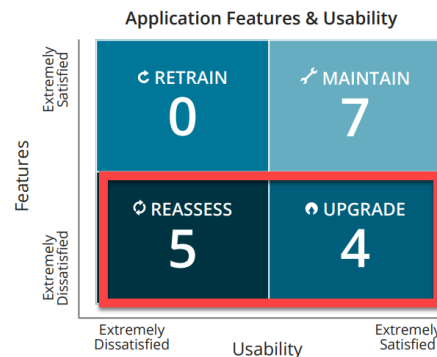 Application Features & Usability
Extremely
Satisfied
RETRAIN
0
MAINTAIN
7
Features
REASSESS
5
UPGRADE
4
Extremely
Dissatisfied
Extremely
Dissatisfied
Usability
Extremely
Satisfied